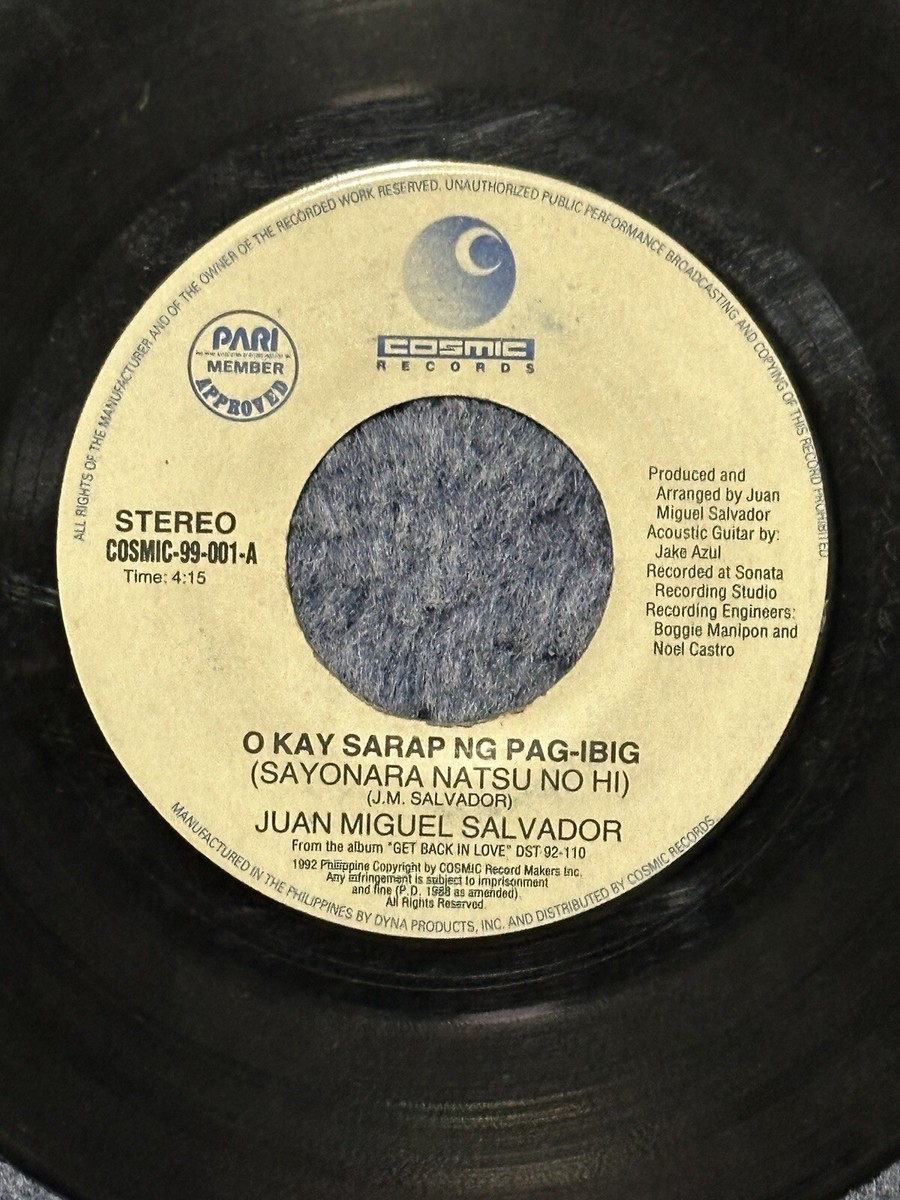 ALL RIGHTS OF THE MANUFACTURER AND OF THE OWNER OF THE RECORDED WORK RESERVED. UNAUTHORIZED PUBLIC PERFORMANCE BROADCASTING AND COPYING OF THIS RECORD PROHIBITED
COSMIC
RECORDS
PARI
MEMBER
APPROVED
STEREO
COSMIC-99-001-A
Time: 4:15
Produced and
Arranged by Juan
Miguel Salvador
Acoustic Guitar by:
Jake Azul
Recorded at Sonata
Recording Studio
Recording Engineers:
Boggie Manipon and
Noel Castro
O KAY SARAP NG PAG-IBIG
(SAYONARA NATSU NO HI)
(J.M. SALVADOR)
JUAN MIGUEL SALVADOR
From the album "GET BACK IN LOVE" DST 92-110
1992 Philippine Copyright by COSMIC Record Makers Inc.
Any infringement is subject to imprisonment
and fine (P.D. 1988 as amended).
All Rights Reserved.
MANUFACTURED IN THE PHILIPPINES BY DYNA PRODUCTS, INC. AND DISTRIBUTED BY COSMIC RECORDS.